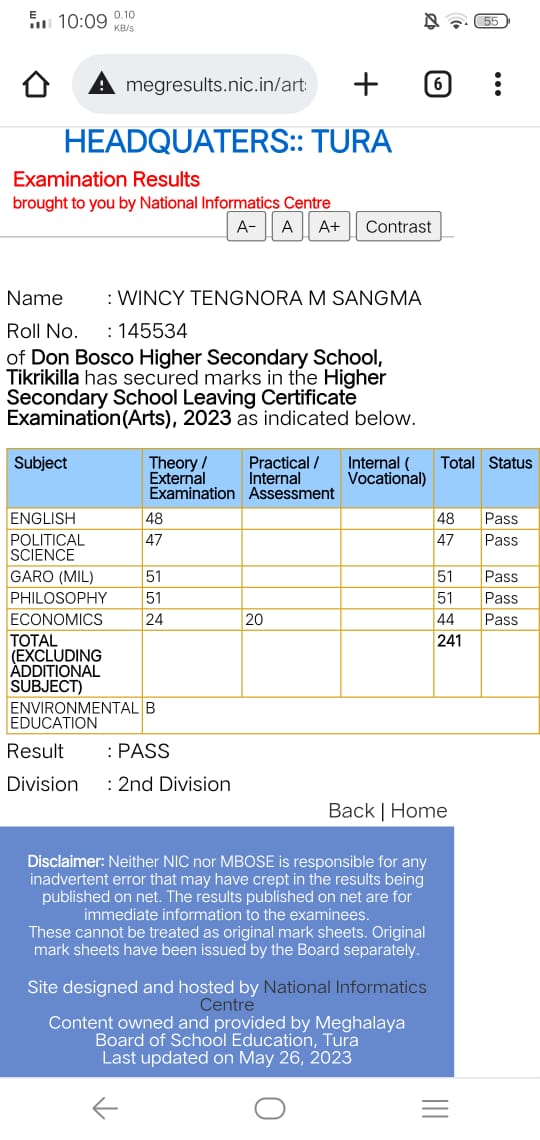 E 10:09 0.10 KB/s 55
megresults.nic.in/art 6
HEADQUATERS:: TURA
Examination Results
brought to you by National Informatics Centre
A- A A+ Contrast
Name : WINCY TENGNORA M SANGMA
Roll No. : 145534
of Don Bosco Higher Secondary School,
Tikrikilla has secured marks in the Higher
Secondary School Leaving Certificate
Examination(Arts), 2023 as indicated below.
Subject Theory / External Examination Practical / Internal Assessment Internal ( Vocational) Total Status
ENGLISH 48 48 Pass
POLITICAL SCIENCE 47 47 Pass
GARO (MIL) 51 51 Pass
PHILOSOPHY 51 51 Pass
ECONOMICS 24 20 44 Pass
TOTAL (EXCLUDING ADDITIONAL SUBJECT) 241
ENVIRONMENTAL EDUCATION B
Result : PASS
Division : 2nd Division
Back | Home
Disclaimer: Neither NIC nor MBOSE is responsible for any
inadvertent error that may have crept in the results being
published on net. The results published on net are for
immediate information to the examinees.
These cannot be treated as original mark sheets. Original
mark sheets have been issued by the Board separately.
Site designed and hosted by National Informatics
Centre
Content owned and provided by Meghalaya
Board of School Education, Tura
Last updated on May 26, 2023